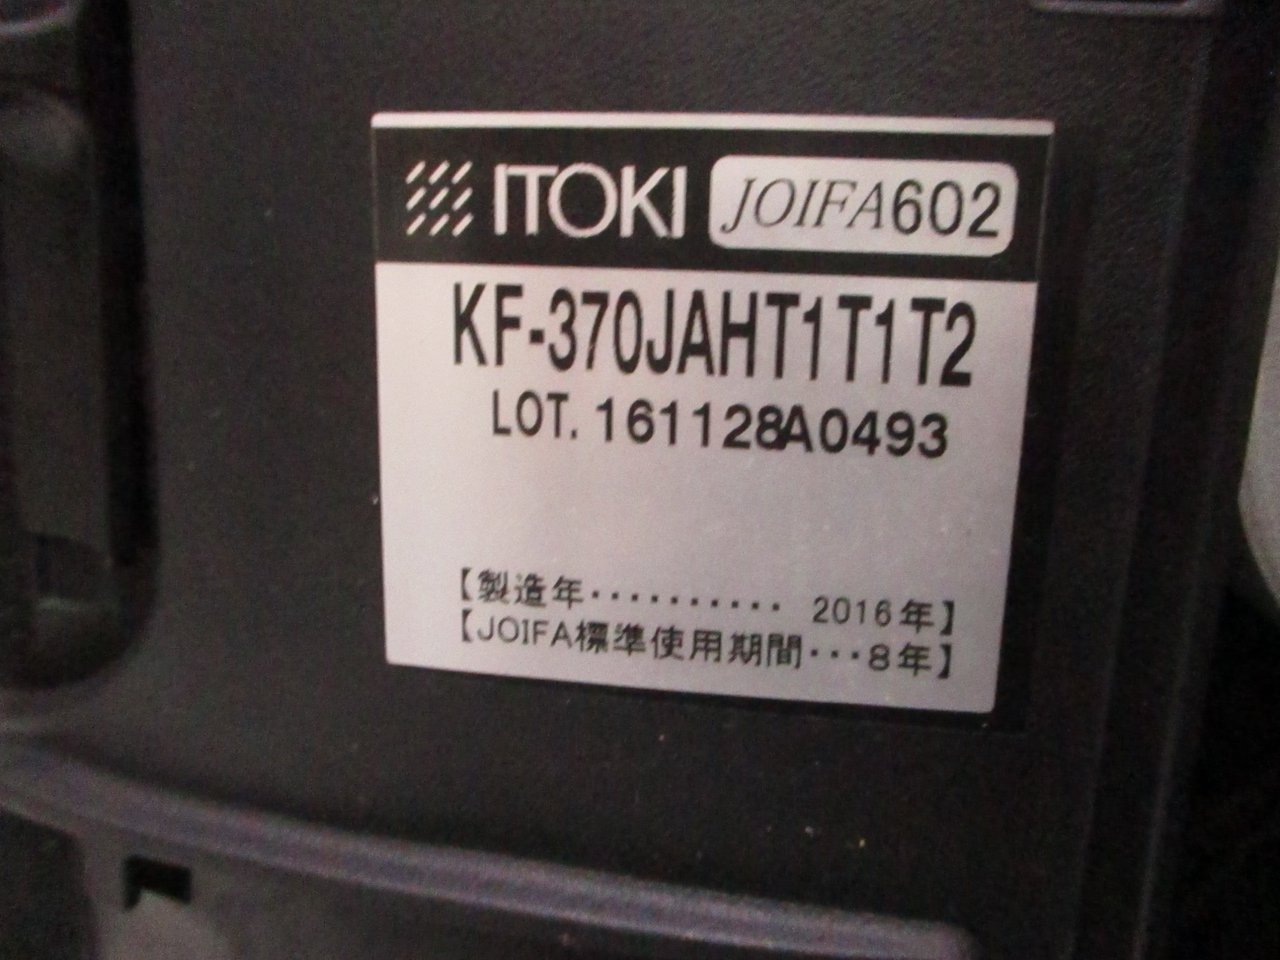 ITOKI JOIFA602
KF-370JAHT1T1T2
LOT. 161128A0493
【製造年･･････････ 2016年】
【JOIFA標準使用期間･･･8年】